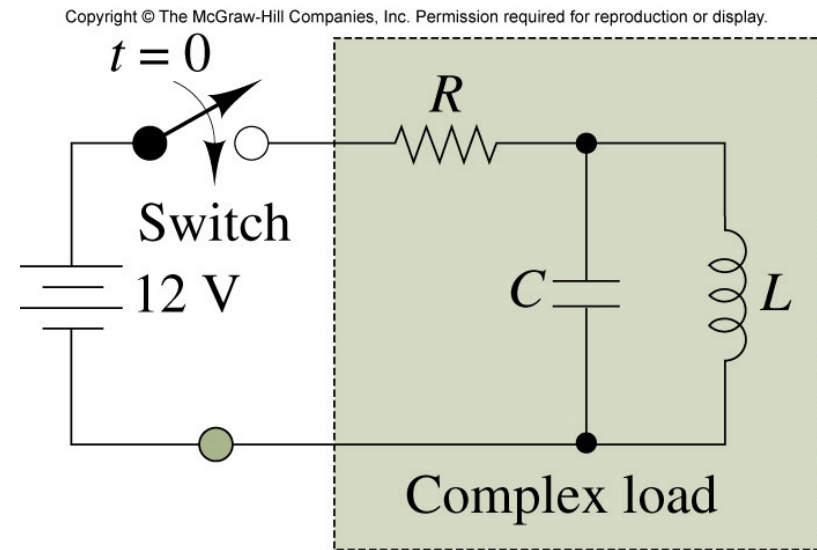 Copyright © The McGraw-Hill Companies, Inc. Permission required for reproduction or display.
t = 0
R
Switch
12 V
C
L
Complex load